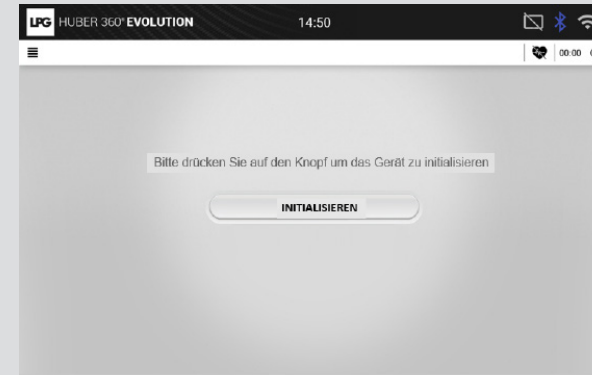 LPG HUBER 360° EVOLUTION 14:50
00:00
Bitte drücken Sie auf den Knopf um das Gerät zu initialisieren
INITIALISIEREN